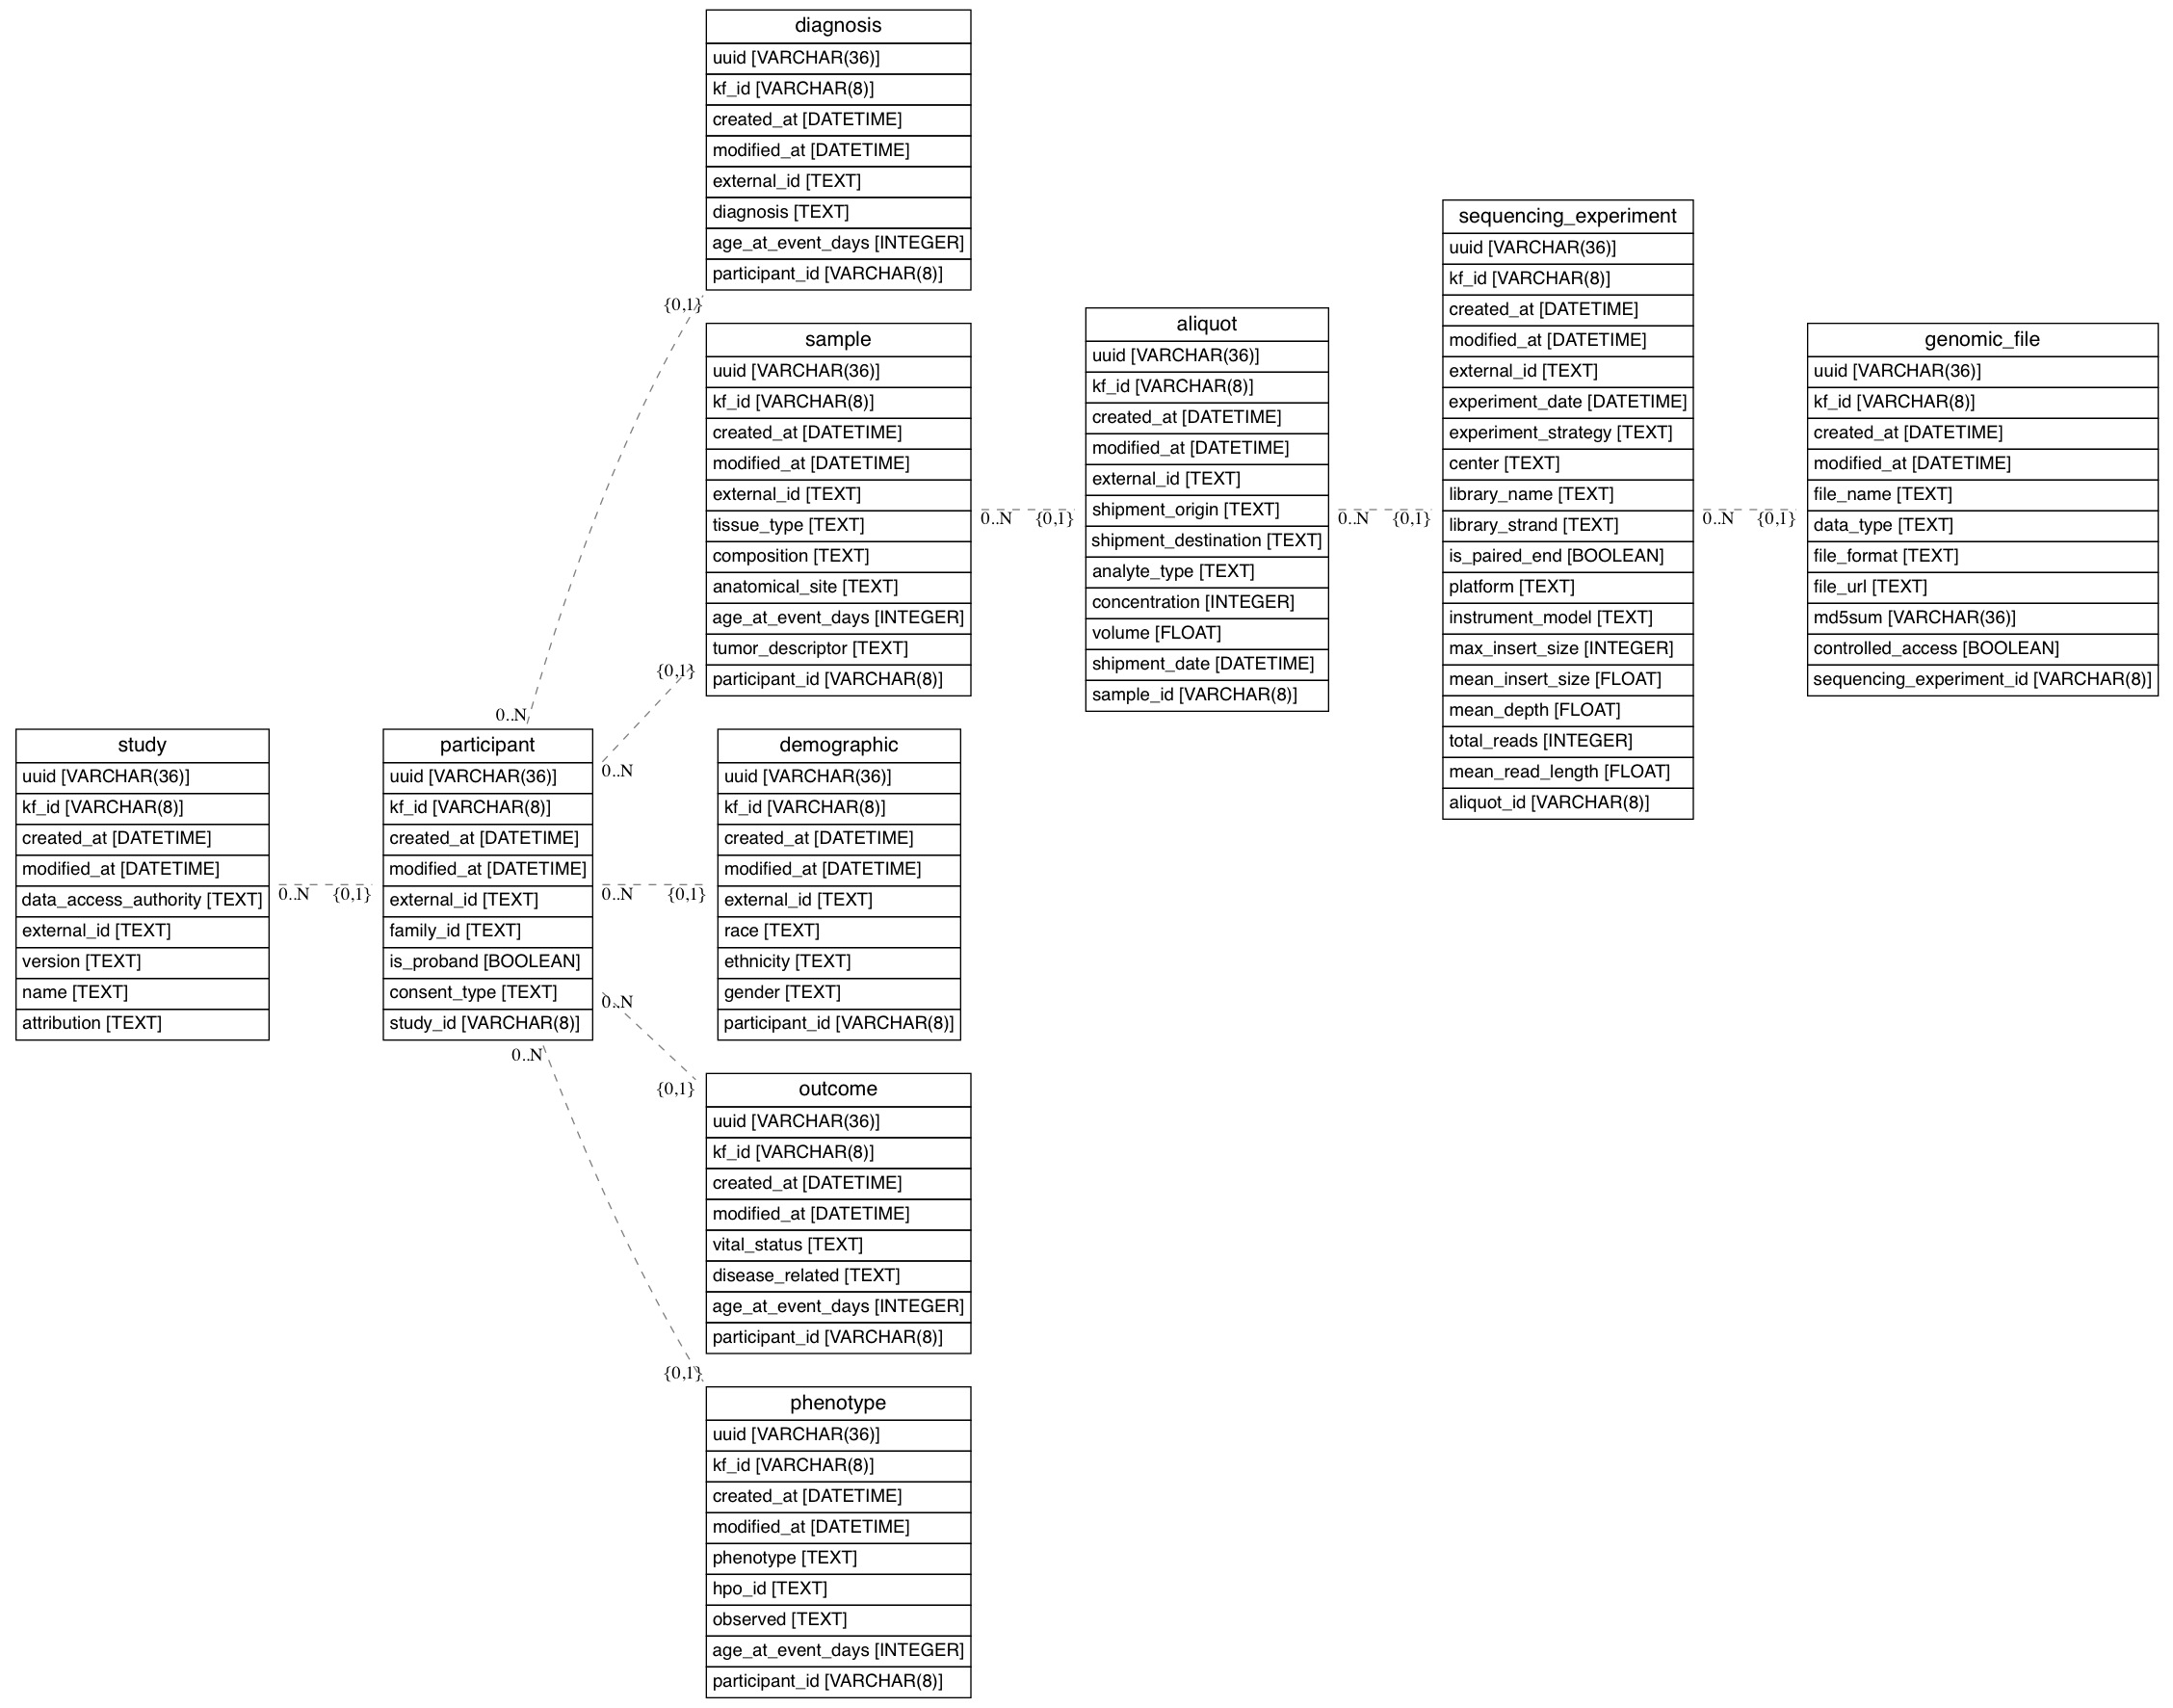 diagnosis
uuid [VARCHAR(36)]
kf_id [VARCHAR(8)]
created_at [DATETIME]
modified_at [DATETIME]
external_id [TEXT]
diagnosis [TEXT]
age_at_event_days [INTEGER]
participant_id [VARCHAR(8)]
{0,1}
0..N
sample
uuid [VARCHAR(36)]
kf_id [VARCHAR(8)]
created_at [DATETIME]
modified_at [DATETIME]
external_id [TEXT]
tissue_type [TEXT]
composition [TEXT]
anatomical_site [TEXT]
age_at_event_days [INTEGER]
tumor_descriptor [TEXT]
participant_id [VARCHAR(8)]
{0,1}
0..N
0..N {0,1}
aliquot
uuid [VARCHAR(36)]
kf_id [VARCHAR(8)]
created_at [DATETIME]
modified_at [DATETIME]
external_id [TEXT]
shipment_origin [TEXT]
shipment_destination [TEXT]
analyte_type [TEXT]
concentration [INTEGER]
volume [FLOAT]
shipment_date [DATETIME]
sample_id [VARCHAR(8)]
0..N {0,1}
sequencing_experiment
uuid [VARCHAR(36)]
kf_id [VARCHAR(8)]
created_at [DATETIME]
modified_at [DATETIME]
external_id [TEXT]
experiment_date [DATETIME]
experiment_strategy [TEXT]
center [TEXT]
library_name [TEXT]
library_strand [TEXT]
is_paired_end [BOOLEAN]
platform [TEXT]
instrument_model [TEXT]
max_insert_size [INTEGER]
mean_insert_size [FLOAT]
mean_depth [FLOAT]
total_reads [INTEGER]
mean_read_length [FLOAT]
aliquot_id [VARCHAR(8)]
0..N {0,1}
genomic_file
uuid [VARCHAR(36)]
kf_id [VARCHAR(8)]
created_at [DATETIME]
modified_at [DATETIME]
file_name [TEXT]
data_type [TEXT]
file_format [TEXT]
file_url [TEXT]
md5sum [VARCHAR(36)]
controlled_access [BOOLEAN]
sequencing_experiment_id [VARCHAR(8)]
study
uuid [VARCHAR(36)]
kf_id [VARCHAR(8)]
created_at [DATETIME]
modified_at [DATETIME]
data_access_authority [TEXT]
external_id [TEXT]
version [TEXT]
name [TEXT]
attribution [TEXT]
0..N {0,1}
participant
uuid [VARCHAR(36)]
kf_id [VARCHAR(8)]
created_at [DATETIME]
modified_at [DATETIME]
external_id [TEXT]
family_id [TEXT]
is_proband [BOOLEAN]
consent_type [TEXT]
study_id [VARCHAR(8)]
0..N {0,1}
demographic
uuid [VARCHAR(36)]
kf_id [VARCHAR(8)]
created_at [DATETIME]
modified_at [DATETIME]
external_id [TEXT]
race [TEXT]
ethnicity [TEXT]
gender [TEXT]
participant_id [VARCHAR(8)]
0..N
{0,1}
outcome
uuid [VARCHAR(36)]
kf_id [VARCHAR(8)]
created_at [DATETIME]
modified_at [DATETIME]
vital_status [TEXT]
disease_related [TEXT]
age_at_event_days [INTEGER]
participant_id [VARCHAR(8)]
0..N
{0,1}
phenotype
uuid [VARCHAR(36)]
kf_id [VARCHAR(8)]
created_at [DATETIME]
modified_at [DATETIME]
phenotype [TEXT]
hpo_id [TEXT]
observed [TEXT]
age_at_event_days [INTEGER]
participant_id [VARCHAR(8)]